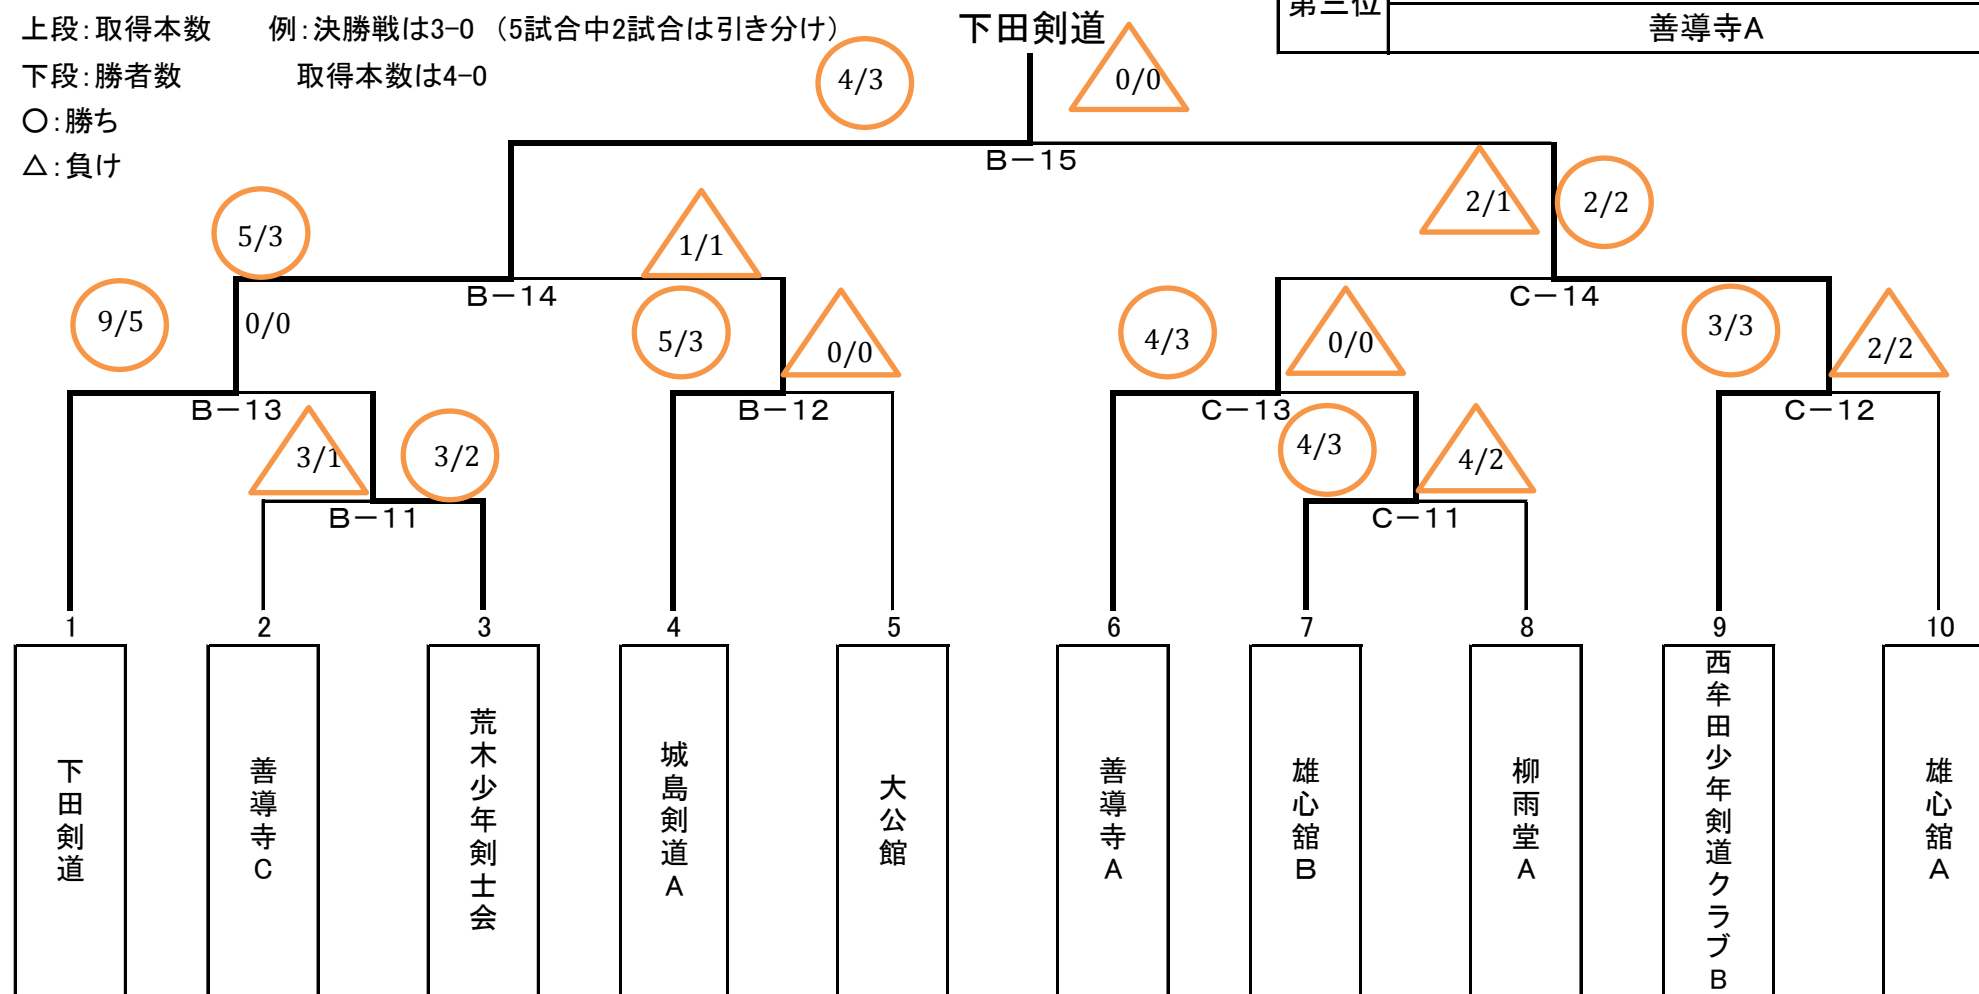 上段：取得本数　例：決勝戦は3-0 （5試合中2試合は引き分け）
下段：勝者数　取得本数は4-0
〇：勝ち
△：負け
下田剣道
第三位
善導寺A
4/3
0/0
B－15
5/3
1/1
2/1
2/2
B－14
C－14
9/5
0/0
5/3
0/0
4/3
0/0
3/3
2/2
B－13
B－12
C－13
C－12
3/1
3/2
4/3
4/2
B－11
C－11
1
2
3
4
5
6
7
8
9
10
下田剣道
善導寺C
荒木少年剣士会
城島剣道A
大公館
善導寺A
雄心舘B
柳雨堂A
西牟田少年剣道クラブB
雄心舘A